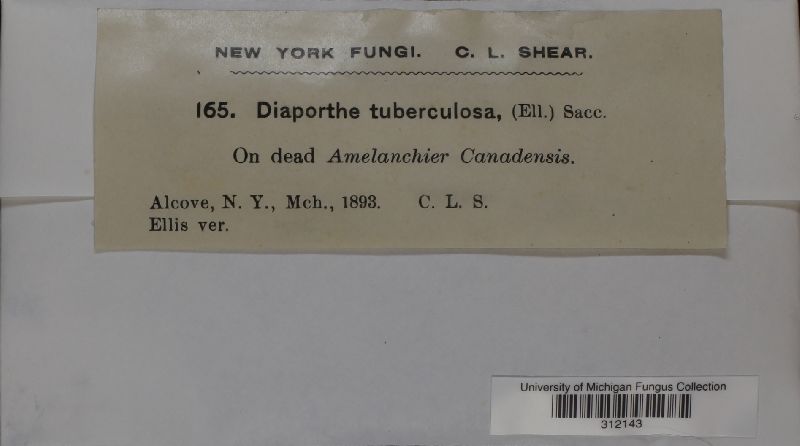 NEW YORK FUNGI. C. L. SHEAR.
165. Diaporthe tuberculosa, (Ell.) Sacc.
On dead Amelanchier Canadensis.
Alcove, N. Y., Mch., 1893. C. L. S.
Ellis ver.
University of Michigan Fungus Collection
312143